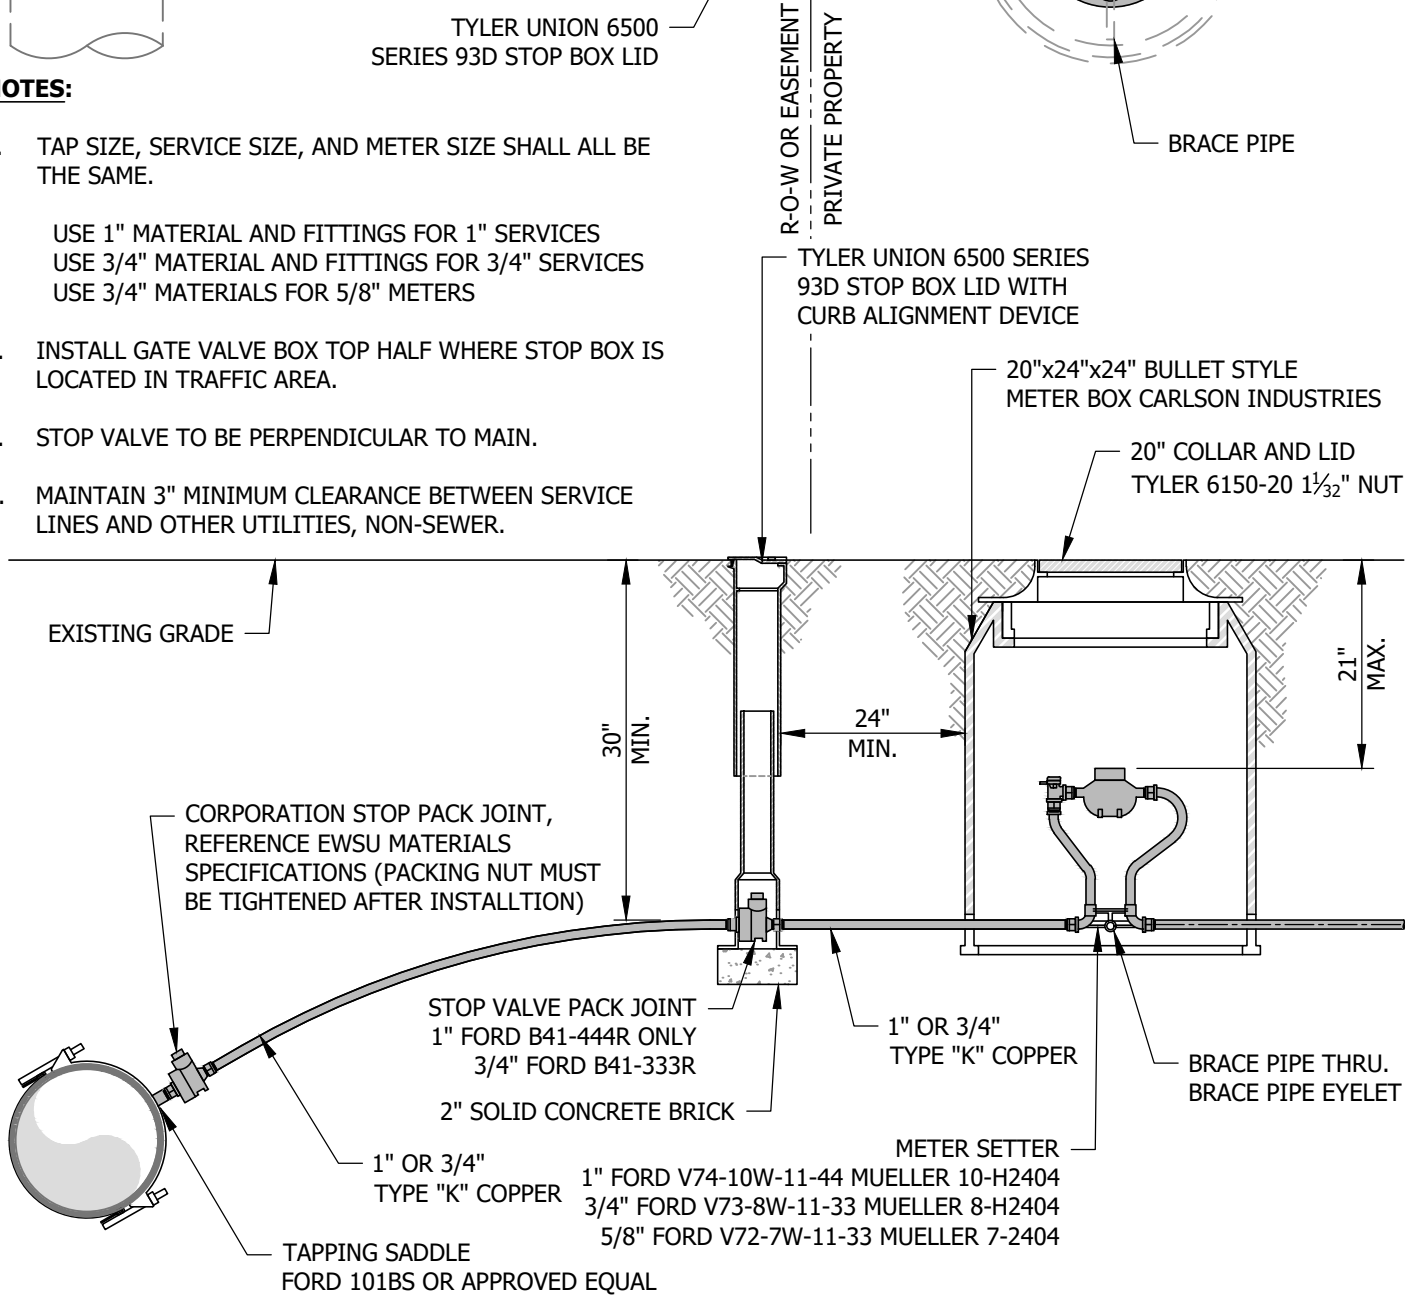 TYLER UNION 6500
SERIES 93D STOP BOX LID
R-O-W OR EASEMENT
PRIVATE PROPERTY
BRACE PIPE
NOTES:
TAP SIZE, SERVICE SIZE, AND METER SIZE SHALL ALL BE
THE SAME.
USE 1" MATERIAL AND FITTINGS FOR 1" SERVICES
USE 3/4" MATERIAL AND FITTINGS FOR 3/4" SERVICES
USE 3/4" MATERIALS FOR 5/8" METERS
INSTALL GATE VALVE BOX TOP HALF WHERE STOP BOX IS
LOCATED IN TRAFFIC AREA.
STOP VALVE TO BE PERPENDICULAR TO MAIN.
MAINTAIN 3" MINIMUM CLEARANCE BETWEEN SERVICE
LINES AND OTHER UTILITIES, NON-SEWER.
TYLER UNION 6500 SERIES
93D STOP BOX LID WITH
CURB ALIGNMENT DEVICE
20"x24"x24" BULLET STYLE
METER BOX CARLSON INDUSTRIES
20" COLLAR AND LID
TYLER 6150-20 1 1/32" NUT
EXISTING GRADE
30"
MIN.
24"
MIN.
21"
MAX.
CORPORATION STOP PACK JOINT,
REFERENCE EWSU MATERIALS
SPECIFICATIONS (PACKING NUT MUST
BE TIGHTENED AFTER INSTALLTION)
STOP VALVE PACK JOINT
1" FORD B41-444R ONLY
3/4" FORD B41-333R
2" SOLID CONCRETE BRICK
1" OR 3/4"
TYPE "K" COPPER
BRACE PIPE THRU.
BRACE PIPE EYELET
1" OR 3/4"
TYPE "K" COPPER
METER SETTER
1" FORD V74-10W-11-44 MUELLER 10-H2404
3/4" FORD V73-8W-11-33 MUELLER 8-H2404
5/8" FORD V72-7W-11-33 MUELLER 7-2404
TAPPING SADDLE
FORD 101BS OR APPROVED EQUAL